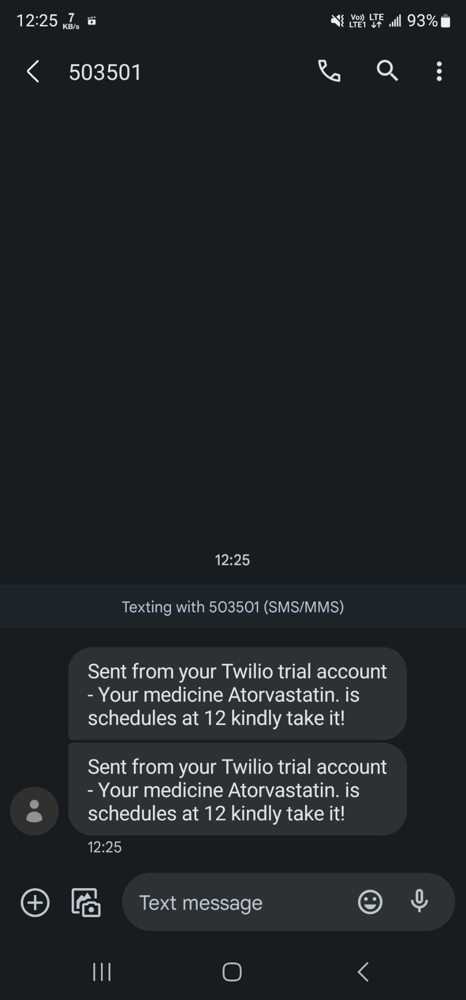 12:25 7 KB/s Vo)) LTE1 LTE 93%
503501
12:25
Texting with 503501 (SMS/MMS)
Sent from your Twilio trial account
- Your medicine Atorvastatin. is
schedules at 12 kindly take it!
Sent from your Twilio trial account
- Your medicine Atorvastatin. is
schedules at 12 kindly take it!
12:25
Text message